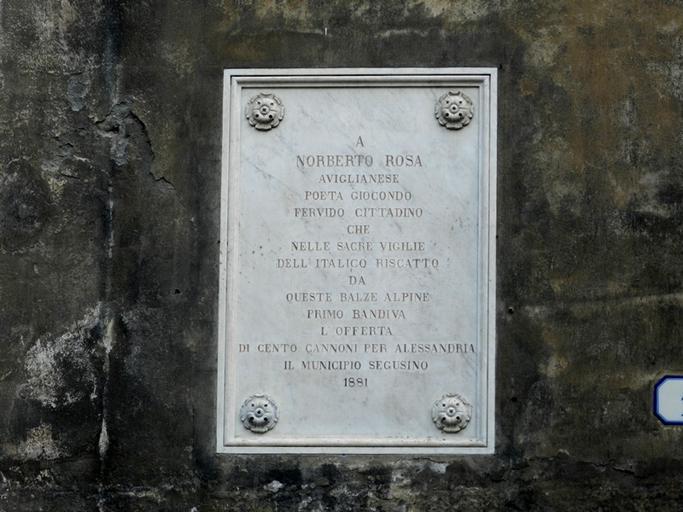 A
NORBERTO ROSA
AVIGLIANESE
POETA GIOCONDO
FERVIDO CITTADINO
CHE
NELLE SACRE VIGILIE
DELL'ITALICO RISCATTO
DA
QUESTE BALZE ALPINE
PRIMO BANDIVA
L'OFFERTA
DI CENTO CANNONI PER ALESSANDRIA
IL MUNICIPIO SEGUSINO
1881